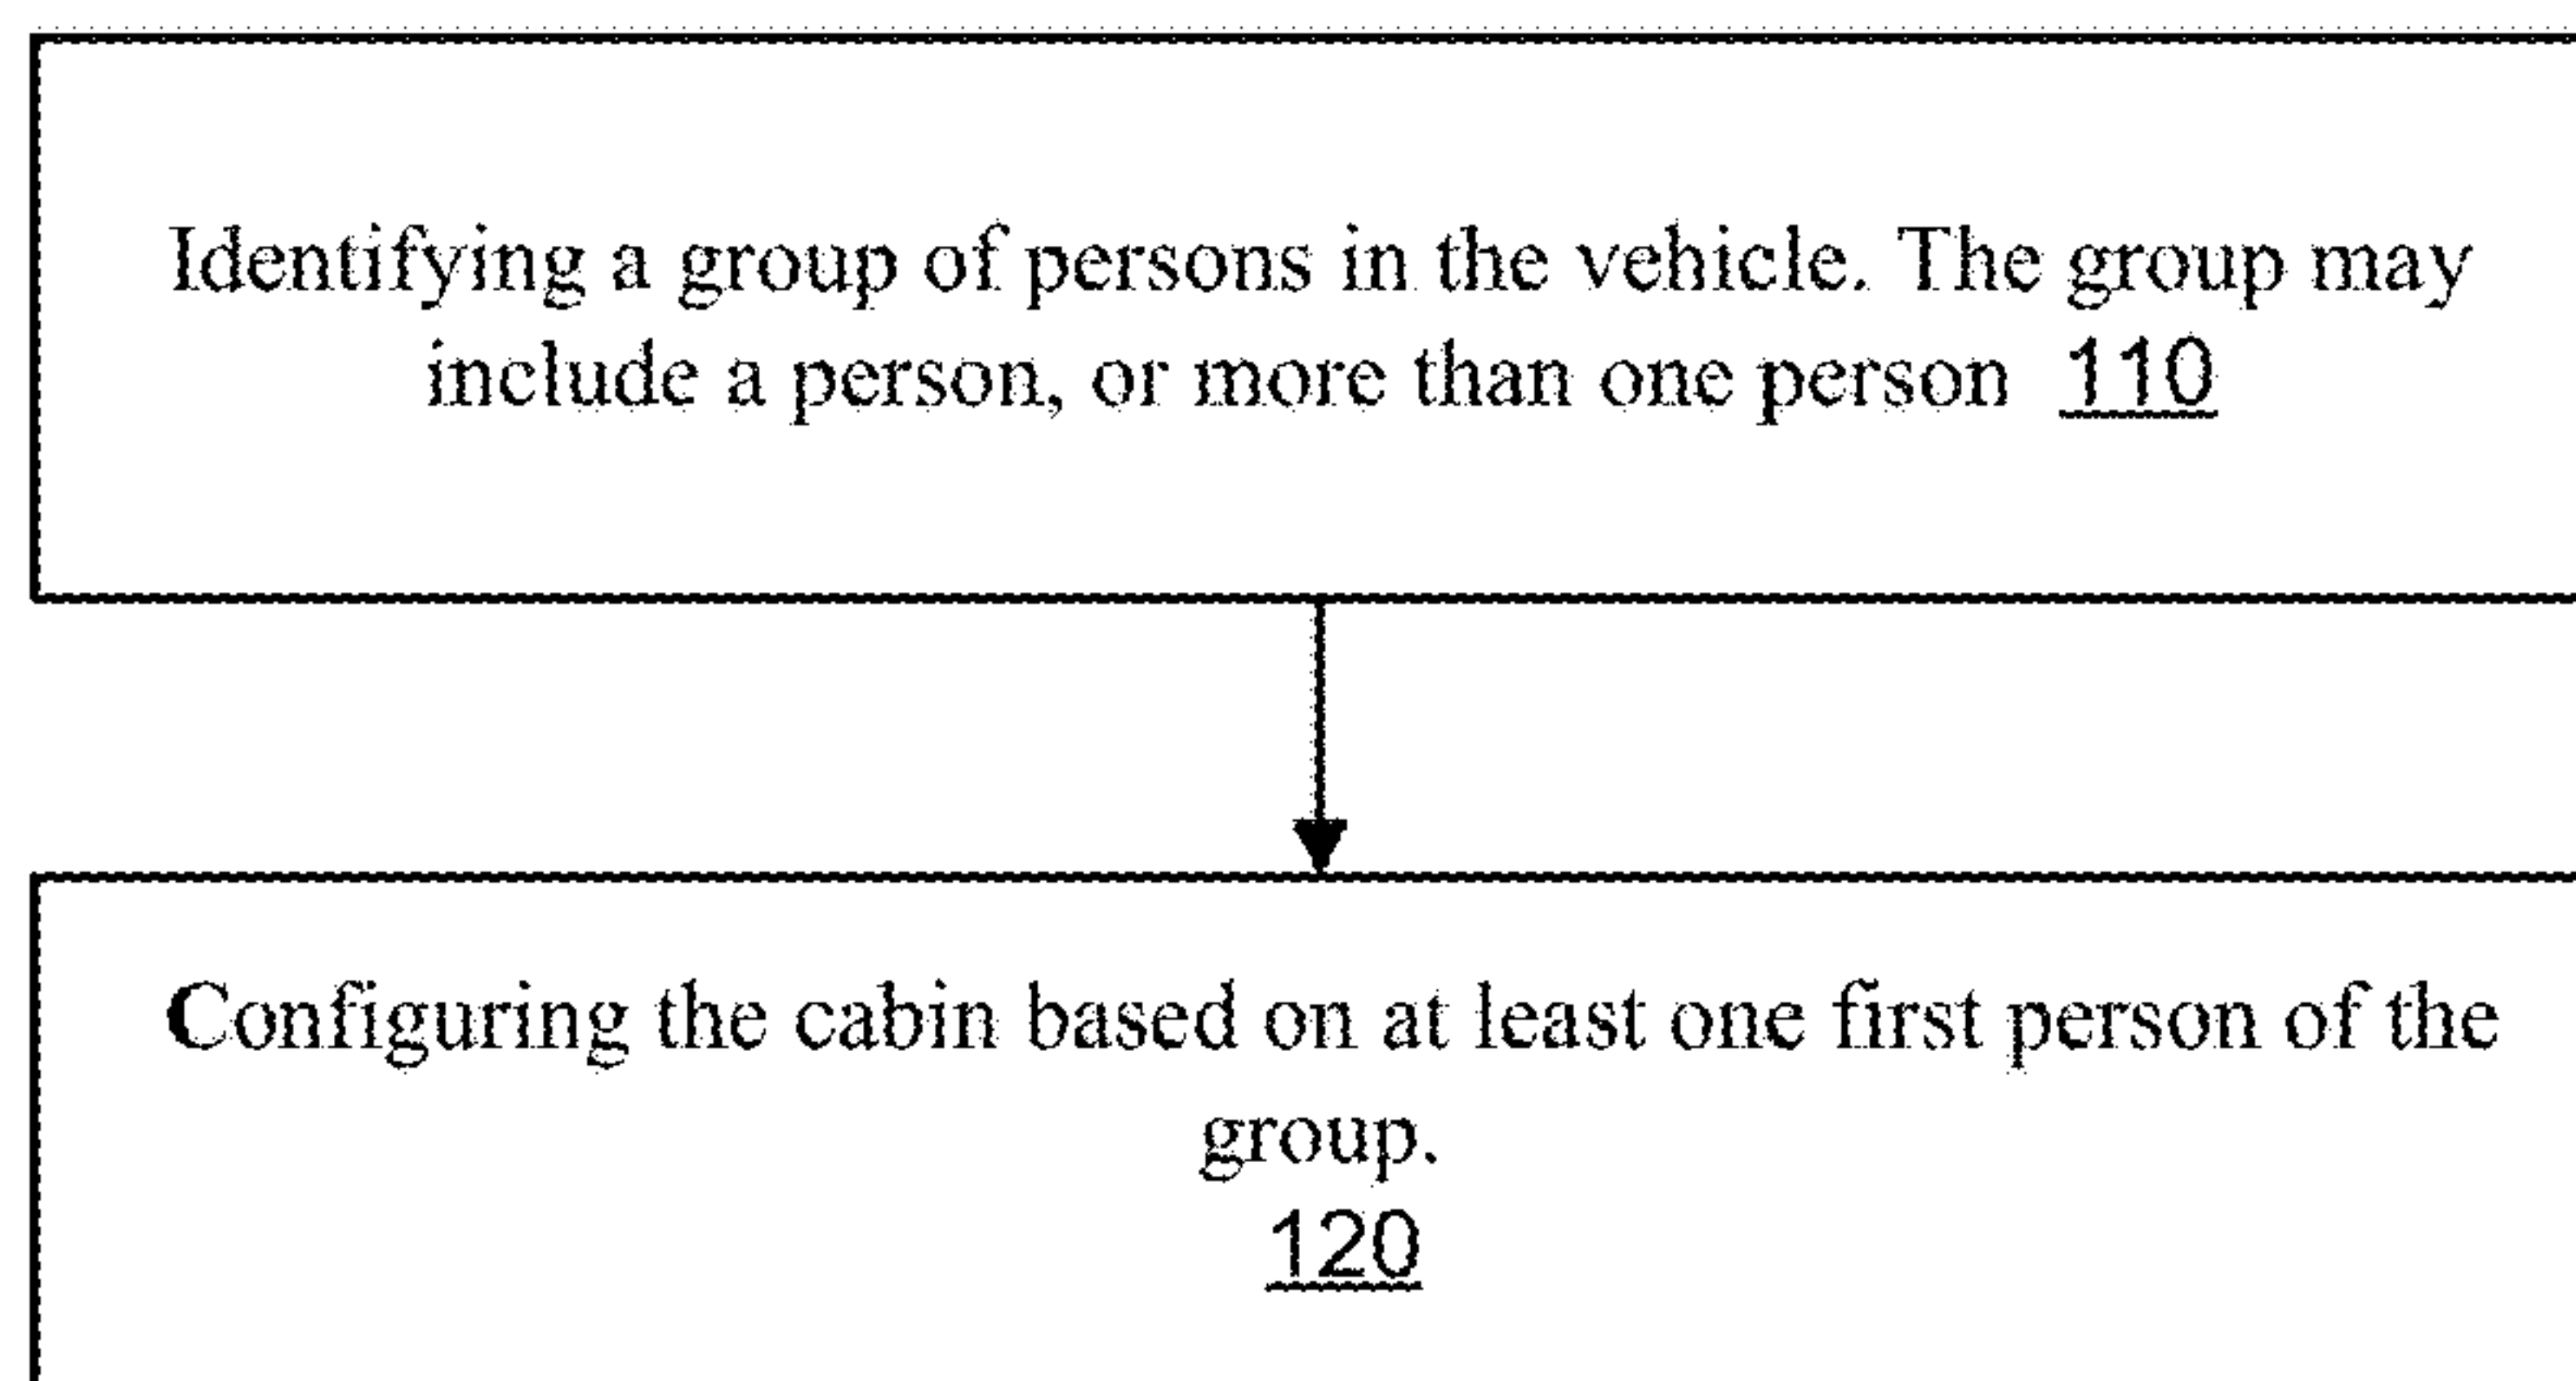 Identifying a group of persons in the vehicle. The group may
include a person, or more than one person 110
Configuring the cabin based on at least one first person of the
group.
120